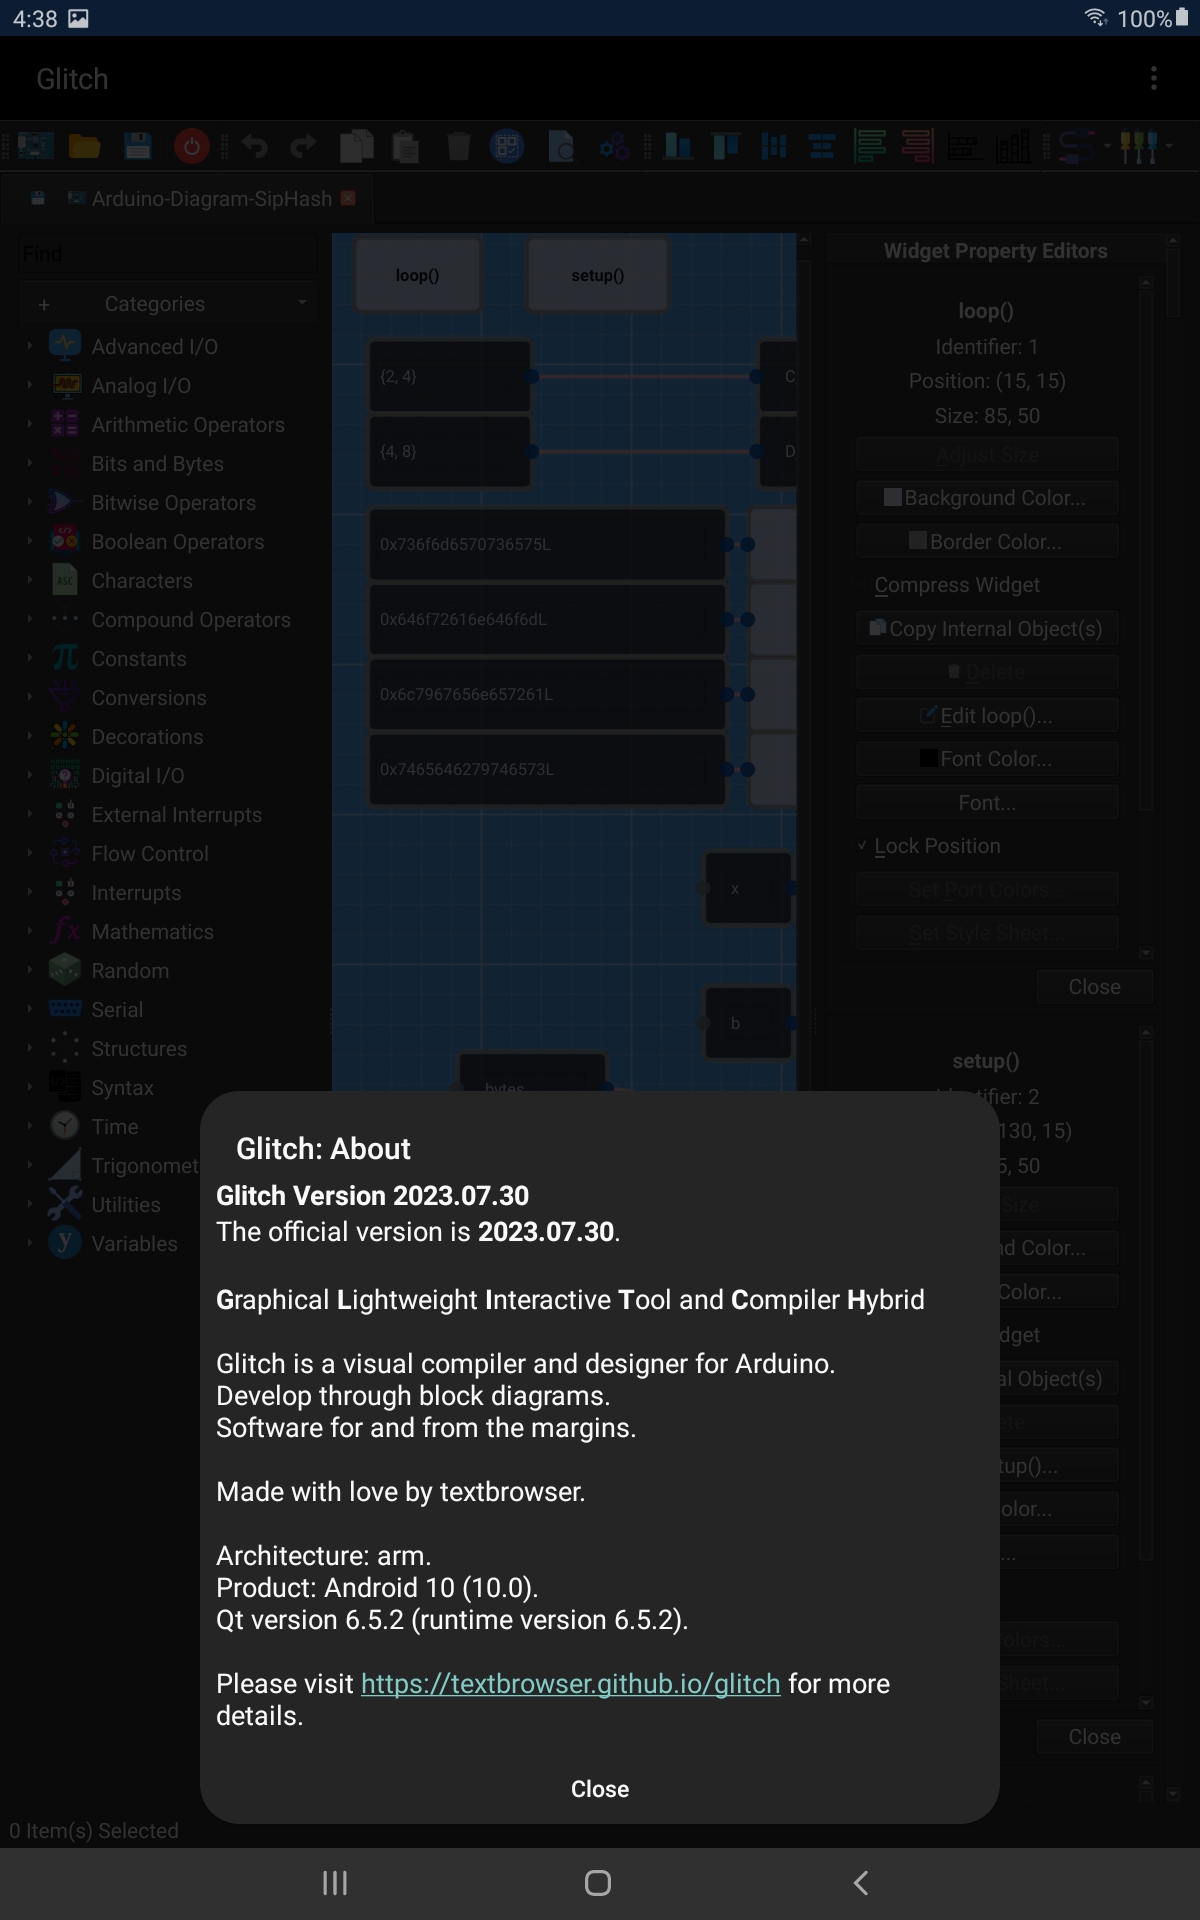 4:38
100%
Glitch
Arduino-Diagram-SipHash
Find
+ Categories
Advanced I/O
Analog I/O
Arithmetic Operators
Bits and Bytes
Bitwise Operators
Boolean Operators
Characters
Compound Operators
Constants
Conversions
Decorations
Digital I/O
External Interrupts
Flow Control
Interrupts
Mathematics
Random
Serial
Structures
Syntax
Time
Trigonomet
Utilities
Variables
loop()
setup()
{2, 4}
C
{4, 8}
D
0x736f6d6570736575L
0x646f72616e646f6dL
0x6c7967656e657261L
0x7465646279746573L
x
b
bytes
Widget Property Editors
loop()
Identifier: 1
Position: (15, 15)
Size: 85, 50
Adjust Size
Background Color...
Border Color...
Compress Widget
Copy Internal Object(s)
Delete
Edit loop()...
Font Color...
Font...
Lock Position
Set Port Colors...
Set Style Sheet...
Close
setup()
tifier: 2
130, 15)
5, 50
Size
nd Color...
Color...
dget
al Object(s)
ete
tup()...
olor...
...
Colors...
Sheet...
Close
Glitch: About
Glitch Version 2023.07.30
The official version is 2023.07.30.
Graphical Lightweight Interactive Tool and Compiler Hybrid
Glitch is a visual compiler and designer for Arduino.
Develop through block diagrams.
Software for and from the margins.
Made with love by textbrowser.
Architecture: arm.
Product: Android 10 (10.0).
Qt version 6.5.2 (runtime version 6.5.2).
Please visit https://textbrowser.github.io/glitch for more
details.
Close
0 Item(s) Selected